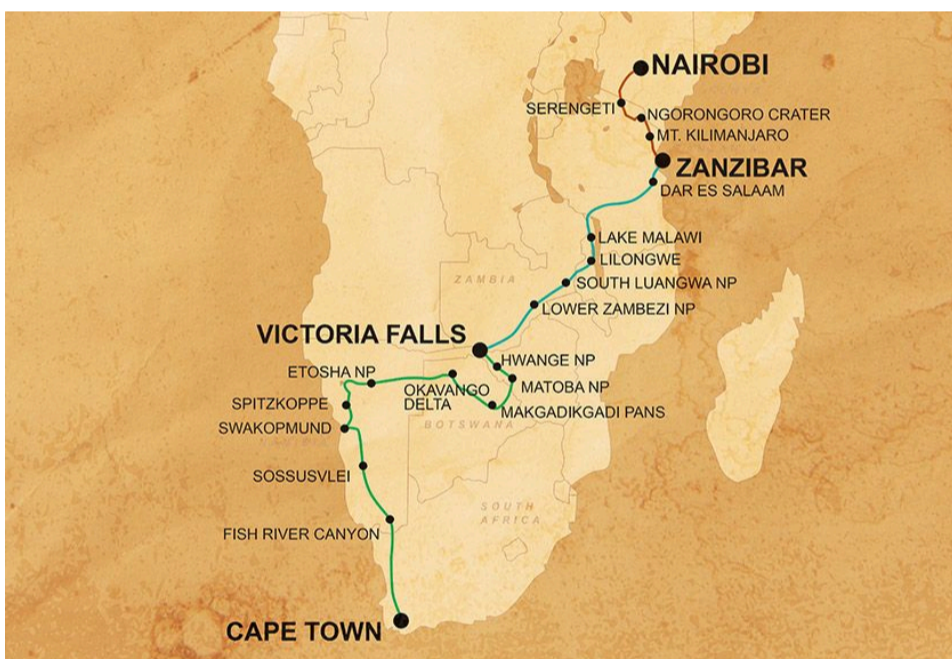 NAIROBI
SERENGETI
NGORONGORO CRATER
MT. KILIMANJARO
ZANZIBAR
DAR ES SALAAM
LAKE MALAWI
LILONGWE
ZAMBIA
SOUTH LUANGWA NP
LOWER ZAMBEZI NP
VICTORIA FALLS
HWANGE NP
ETOSHA NP
MATOBA NP
OKAVANGO
DELTA
SPITZKOPPE
MAKGADIKGADI PANS
BOTSWANA
SWAKOPMUND
NAMIBIA
SOSSUSVLEI
SOUTH
AFRICA
FISH RIVER CANYON
CAPE TOWN